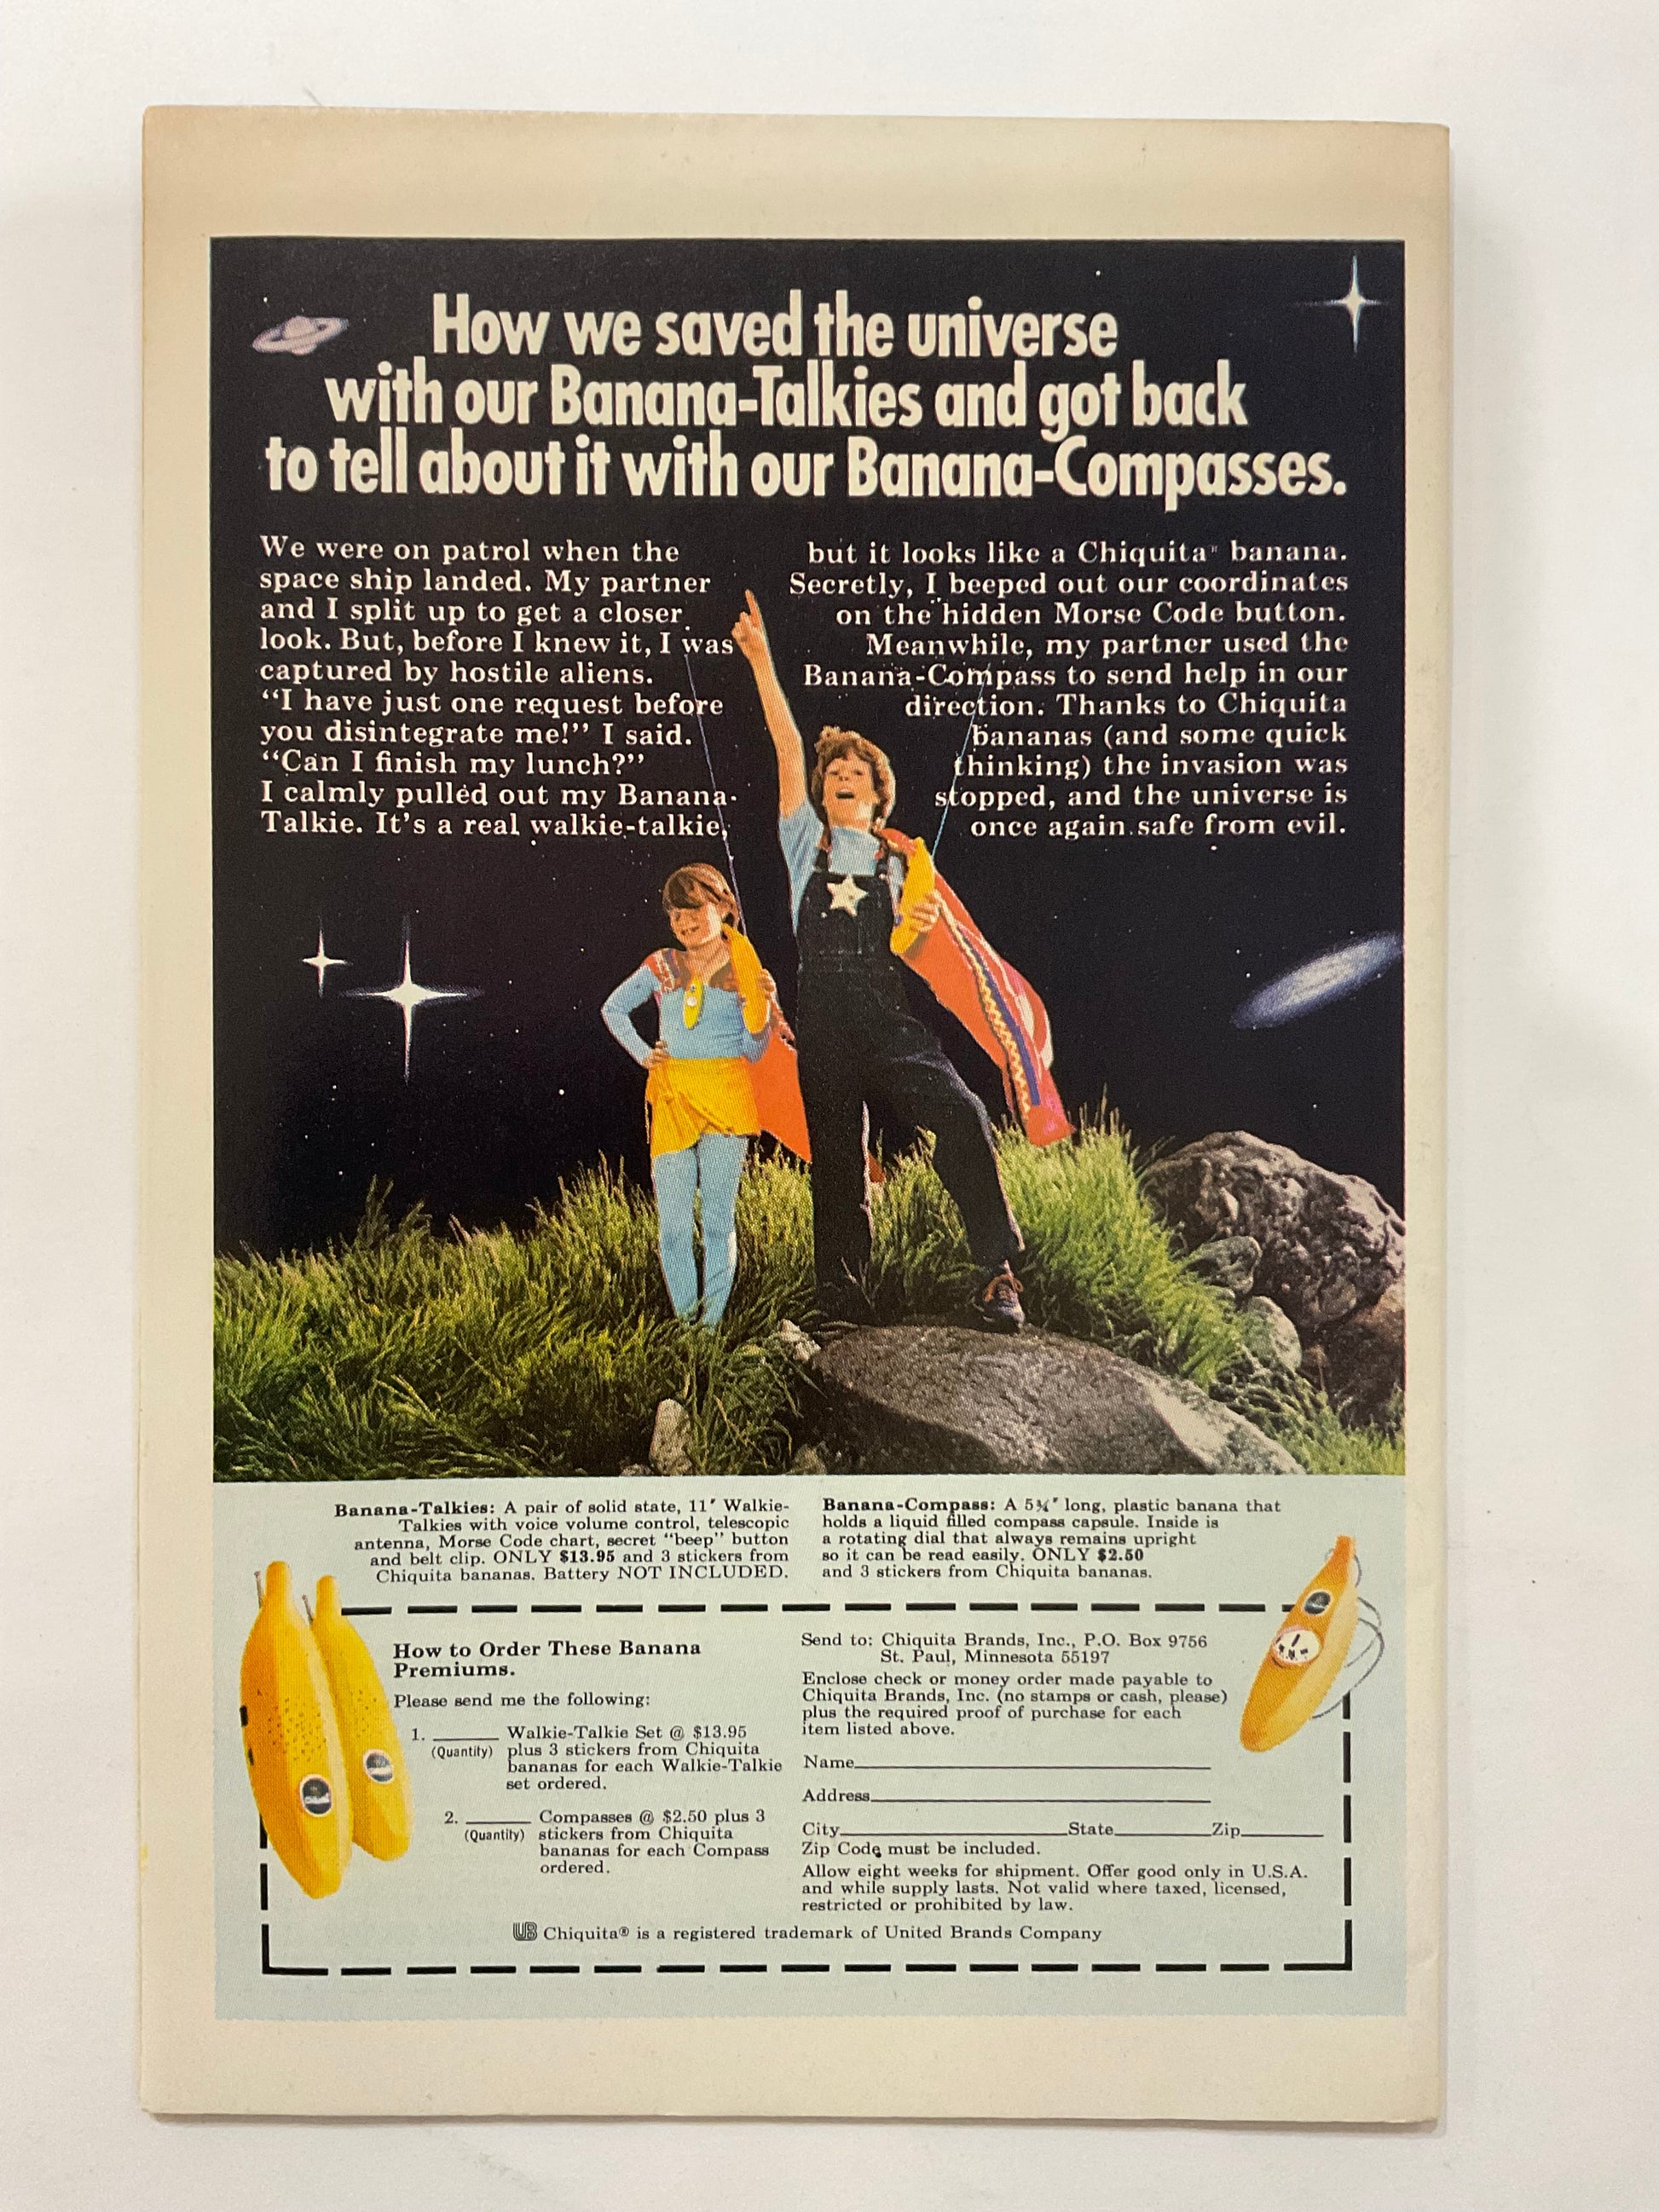 How we saved the universe
with our Banana-Talkies and got back
to tell about it with our Banana-Compasses.
We were on patrol when the
space ship landed. My partner
and I split up to get a closer
look. But, before I knew it, I was
captured by hostile aliens.
“I have just one request before
you disintegrate me!” I said.
“Can I finish my lunch?”
I calmly pulled out my Banana-
Talkie. It’s a real walkie-talkie,
but it looks like a Chiquita banana.
Secretly, I beeped out our coordinates
on the hidden Morse Code button.
Meanwhile, my partner used the
Banana-Compass to send help in our
direction. Thanks to Chiquita
bananas (and some quick
thinking) the invasion was
stopped, and the universe is
once again safe from evil.
Banana-Talkies: A pair of solid state, 11″ Walkie-
Talkies with voice volume control, telescopic
antenna, Morse Code chart, secret “beep” button
and belt clip. ONLY $13.95 and 3 stickers from
Chiquita bananas. Battery NOT INCLUDED.
Banana-Compass: A 5¾″ long, plastic banana that
holds a liquid filled compass capsule. Inside is
a rotating dial that always remains upright
so it can be read easily. ONLY $2.50
and 3 stickers from Chiquita bananas.
How to Order These Banana
Premiums.
Please send me the following:
1. ______ Walkie-Talkie Set @ $13.95
(Quantity) plus 3 stickers from Chiquita
bananas for each Walkie-Talkie
set ordered.
2. ______ Compasses @ $2.50 plus 3
(Quantity) stickers from Chiquita
bananas for each Compass
ordered.
Send to: Chiquita Brands, Inc., P.O. Box 9756
St. Paul, Minnesota 55197
Enclose check or money order made payable to
Chiquita Brands, Inc. (no stamps or cash, please)
plus the required proof of purchase for each
item listed above.
Name______
Address______
City______State______Zip______
Zip Code must be included.
Allow eight weeks for shipment. Offer good only in U.S.A.
and while supply lasts. Not valid where taxed, licensed,
restricted or prohibited by law.
UB Chiquita® is a registered trademark of United Brands Company